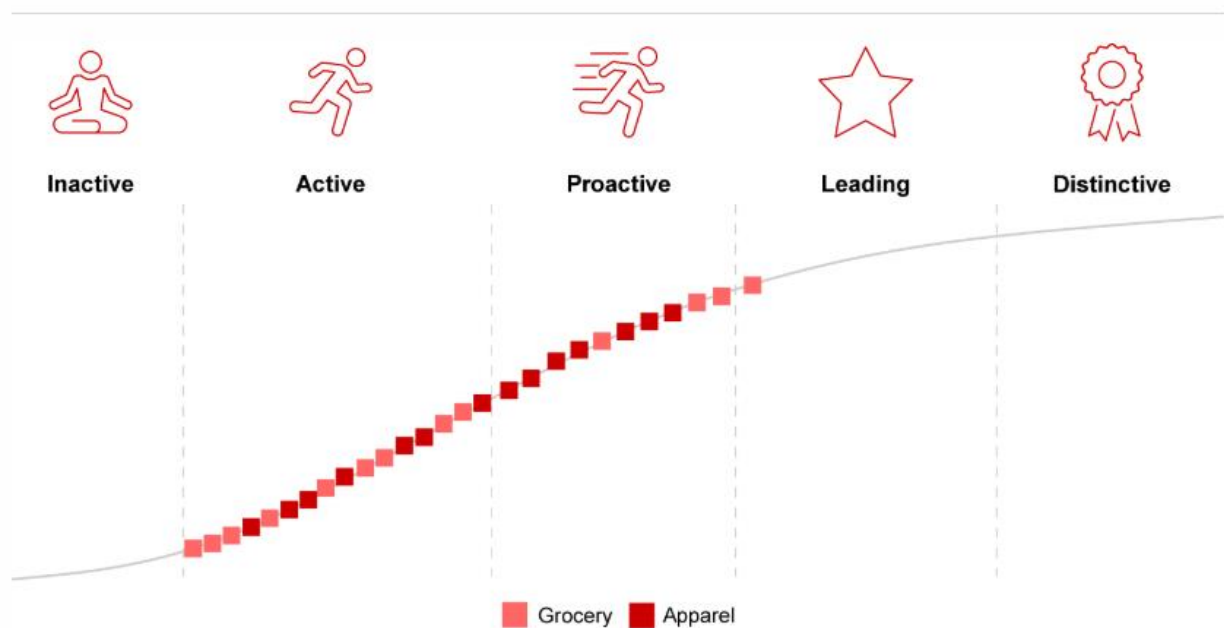 Inactive
Active
Proactive
Leading
Distinctive
Grocery
Apparel